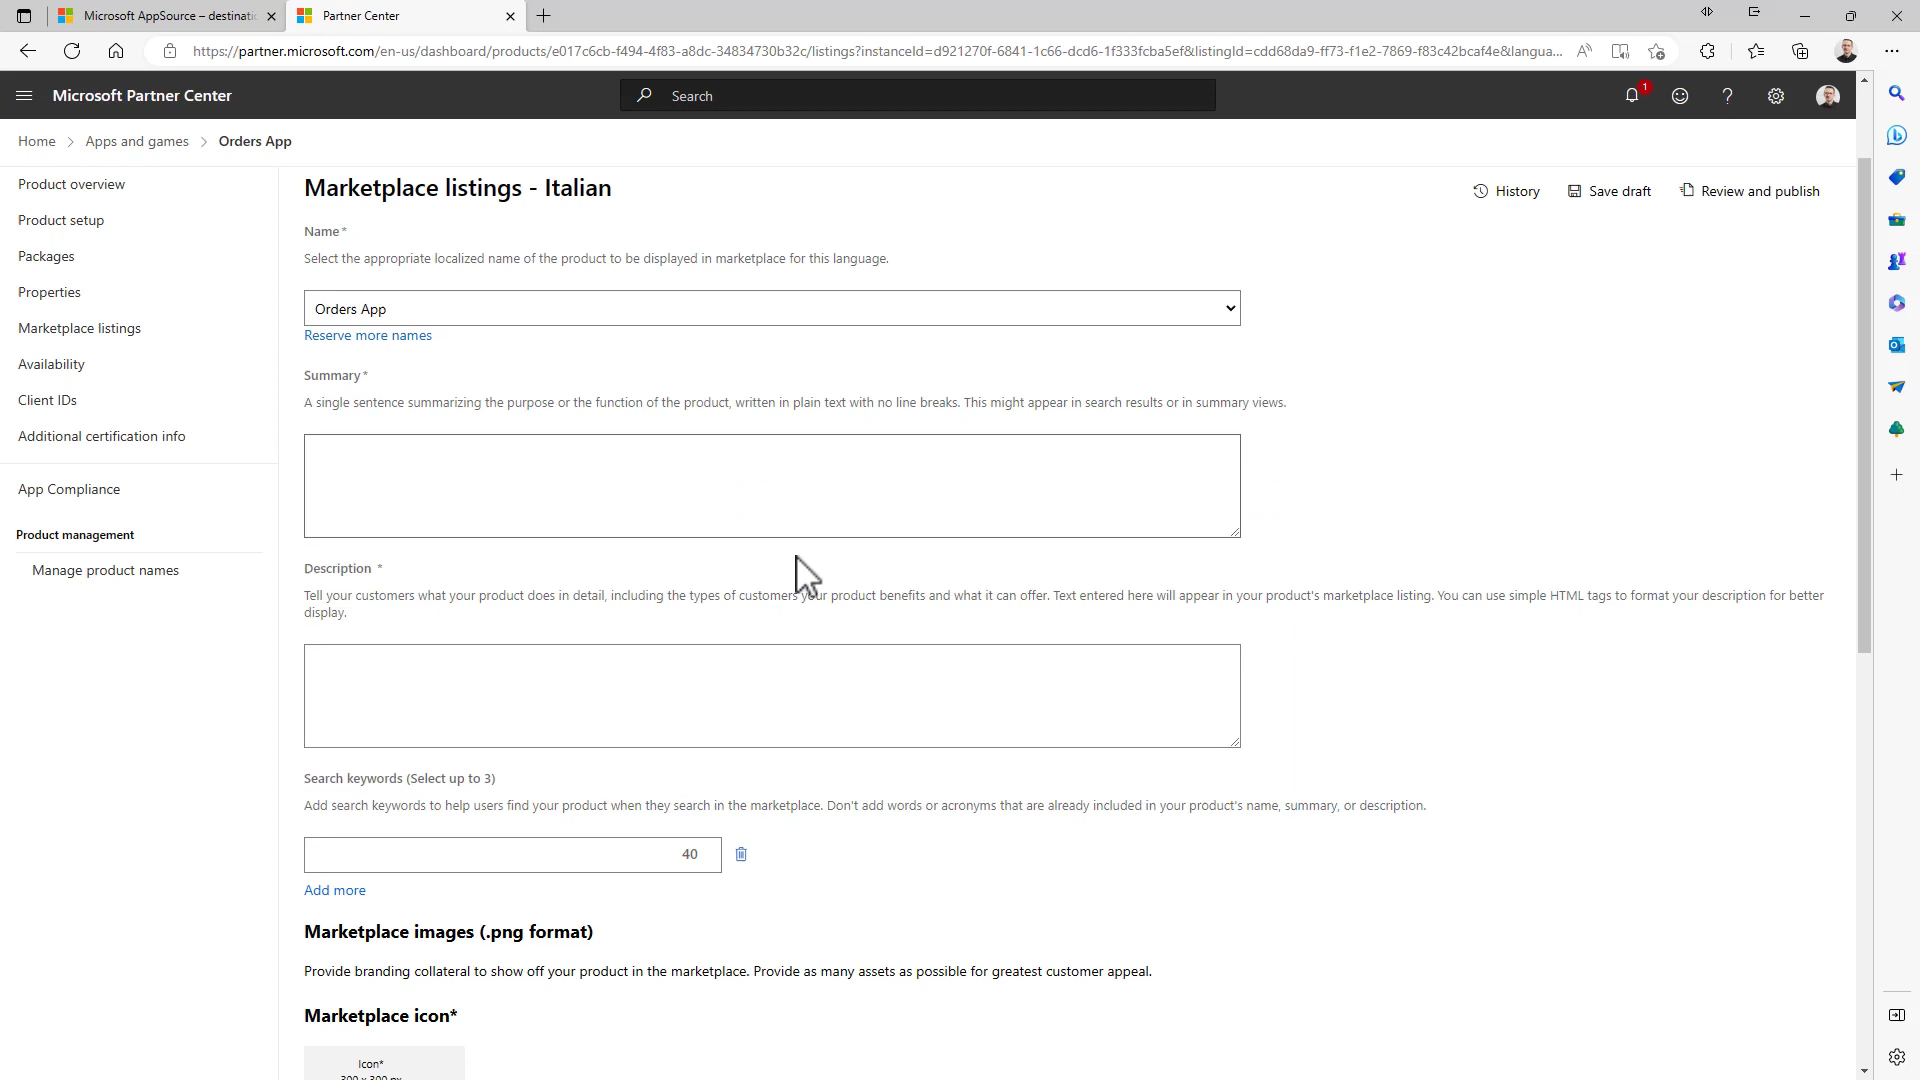 Microsoft AppSource – destinati
Partner Center
https://partner.microsoft.com/en-us/dashboard/products/e017c6cb-f494-4f83-a8dc-34834730b32c/listings?instanceId=d921270f-6841-1c66-dcd6-1f333fcba5ef&listingId=cdd68da9-ff73-f1e2-7869-f83c42bcaf4e&langua...
Microsoft Partner Center
Search
1
Home
Apps and games
Orders App
Product overview
Product setup
Packages
Properties
Marketplace listings
Availability
Client IDs
Additional certification info
App Compliance
Product management
Manage product names
Marketplace listings - Italian
History
Save draft
Review and publish
Name*
Select the appropriate localized name of the product to be displayed in marketplace for this language.
Orders App
Reserve more names
Summary*
A single sentence summarizing the purpose or the function of the product, written in plain text with no line breaks. This might appear in search results or in summary views.
Description *
Tell your customers what your product does in detail, including the types of customers your product benefits and what it can offer. Text entered here will appear in your product's marketplace listing. You can use simple HTML tags to format your description for better
display.
Search keywords (Select up to 3)
Add search keywords to help users find your product when they search in the marketplace. Don't add words or acronyms that are already included in your product's name, summary, or description.
40
Add more
Marketplace images (.png format)
Provide branding collateral to show off your product in the marketplace. Provide as many assets as possible for greatest customer appeal.
Marketplace icon*
Icon*
300 x 300 px